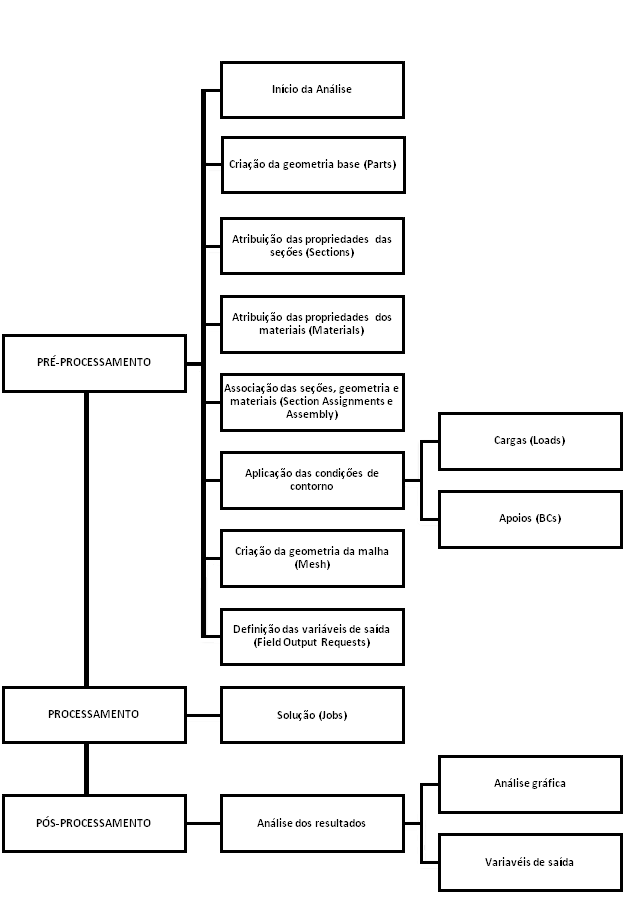 Início da Análise
Criação da geometria base (Parts)
Atribuição das propriedades das
seções (Sections)
Atribuição das propriedades dos
materiais (Materials)
PRÉ-PROCESSAMENTO
Associação das seções, geometria e
materiais (Section Assignments e
Assembly)
Aplicação das condições de
contorno
Cargas (Loads)
Apoios (BCs)
Criação da geometria da malha
(Mesh)
Definição das variáveis de saída
(Field Output Requests)
PROCESSAMENTO
Solução (Jobs)
PÓS-PROCESSAMENTO
Análise dos resultados
Análise gráfica
Variavéis de saída